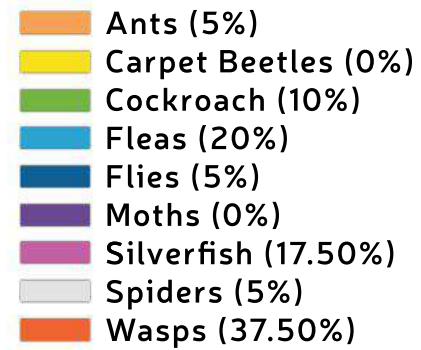 Ants (5%)
Carpet Beetles (0%)
Cockroach (10%)
Fleas (20%)
Flies (5%)
Moths (0%)
Silverfish (17.50%)
Spiders (5%)
Wasps (37.50%)